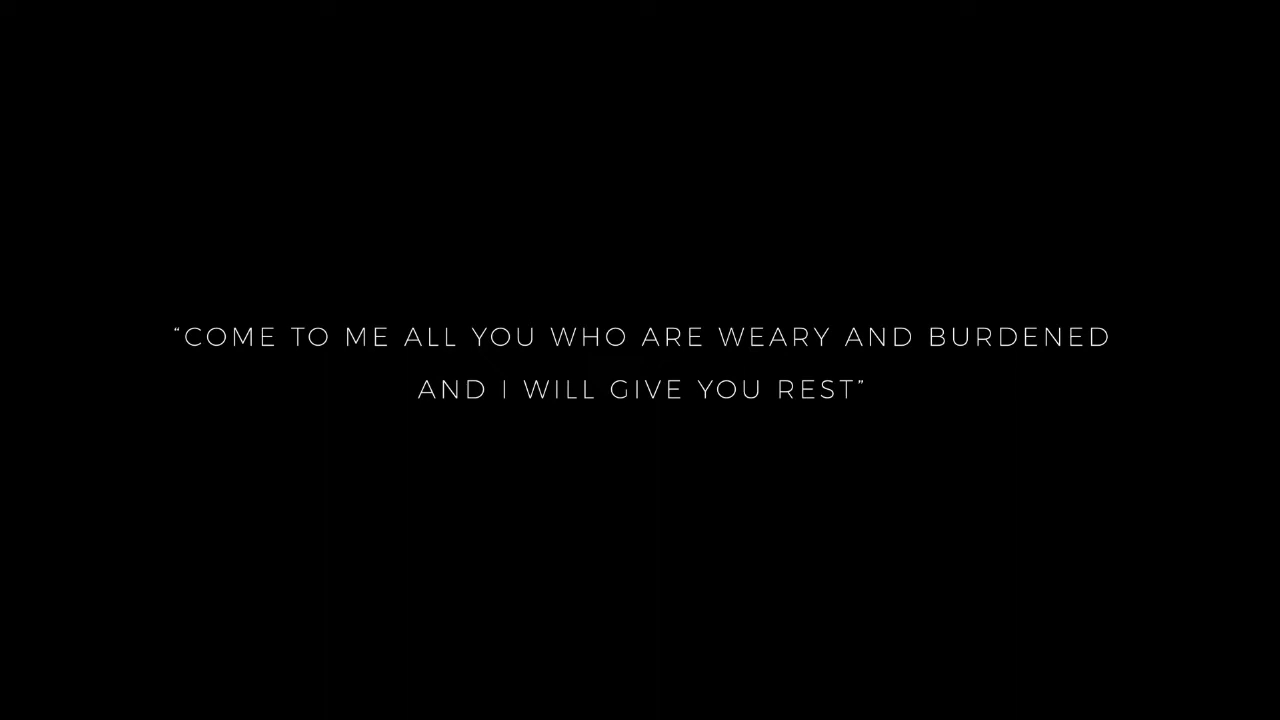 “COME TO ME ALL YOU WHO ARE WEARY AND BURDENED
AND I WILL GIVE YOU REST”